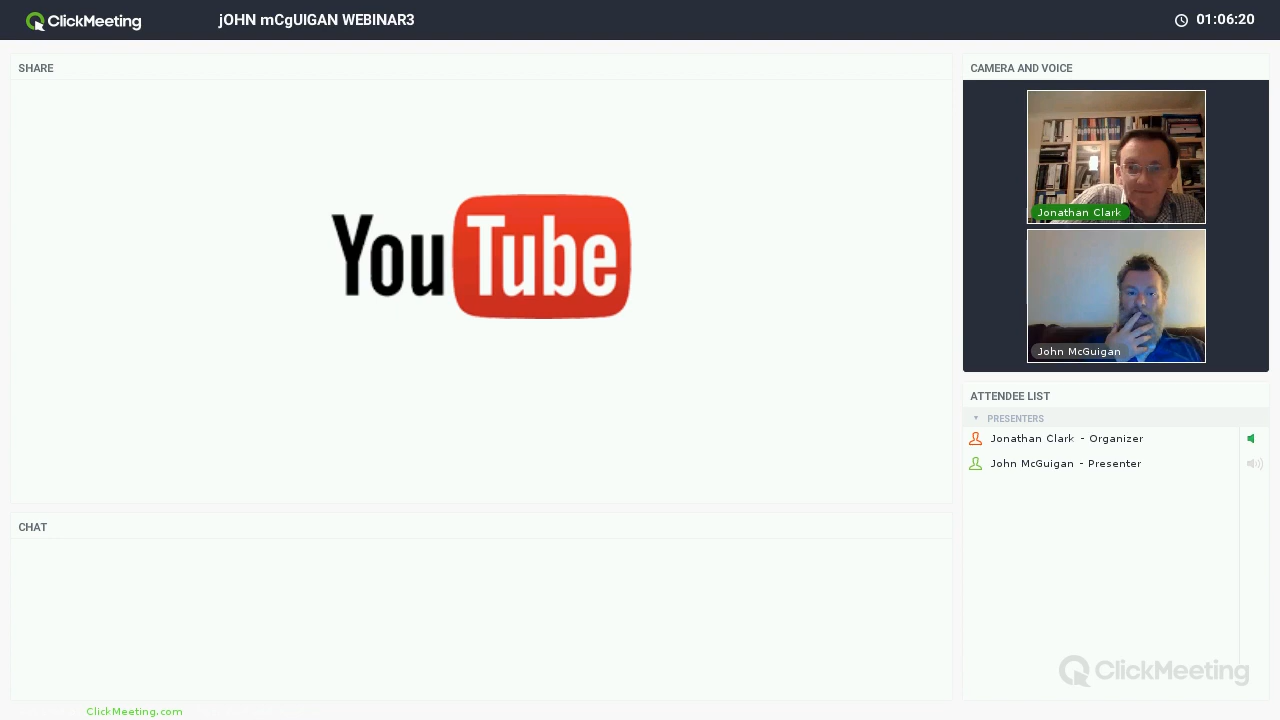 ClickMeeting
jOHN mCgUIGAN WEBINAR3
01:06:20
SHARE
YouTube
CHAT
ClickMeeting.com
CAMERA AND VOICE
Jonathan Clark
John McGuigan
ATTENDEE LIST
PRESENTERS
Jonathan Clark - Organizer
John McGuigan - Presenter
ClickMeeting